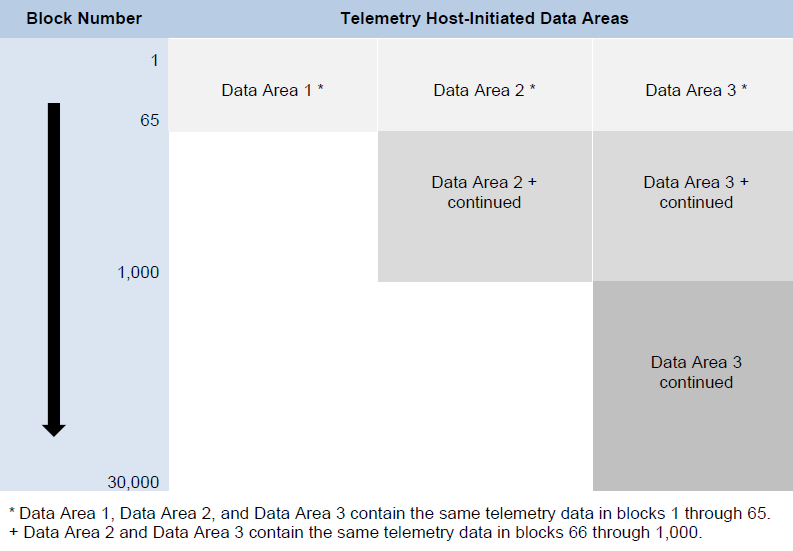 Block Number
Telemetry Host-Initiated Data Areas
1
Data Area 1 *
Data Area 2 *
Data Area 3 *
65
Data Area 2 +
continued
Data Area 3 +
continued
1,000
Data Area 3
continued
30,000
* Data Area 1, Data Area 2, and Data Area 3 contain the same telemetry data in blocks 1 through 65.
+ Data Area 2 and Data Area 3 contain the same telemetry data in blocks 66 through 1,000.